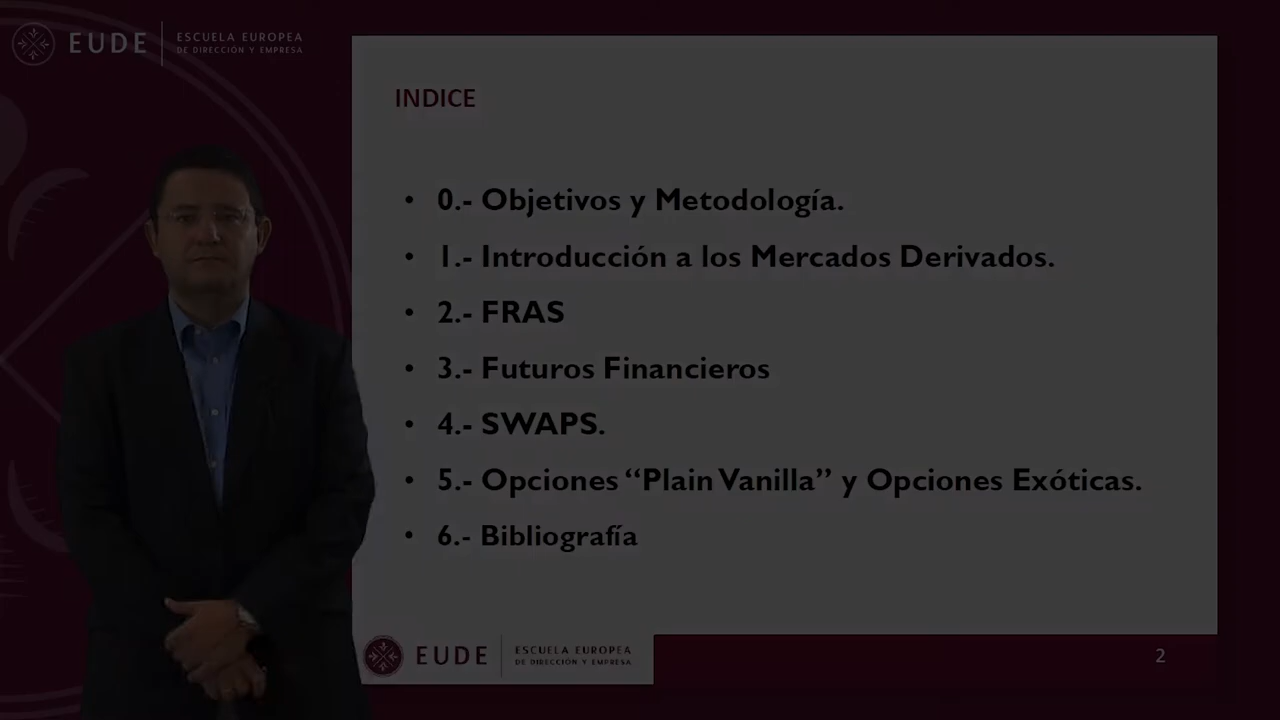 EUDE
ESCUELA EUROPEA
DE DIRECCIÓN Y EMPRESA
INDICE
• 0.- Objetivos y Metodología.
• 1.- Introducción a los Mercados Derivados.
• 2.- FRAS
• 3.- Futuros Financieros
• 4.- SWAPS.
• 5.- Opciones “Plain Vanilla” y Opciones Exóticas.
• 6.- Bibliografía
EUDE
ESCUELA EUROPEA
DE DIRECCIÓN Y EMPRESA
2